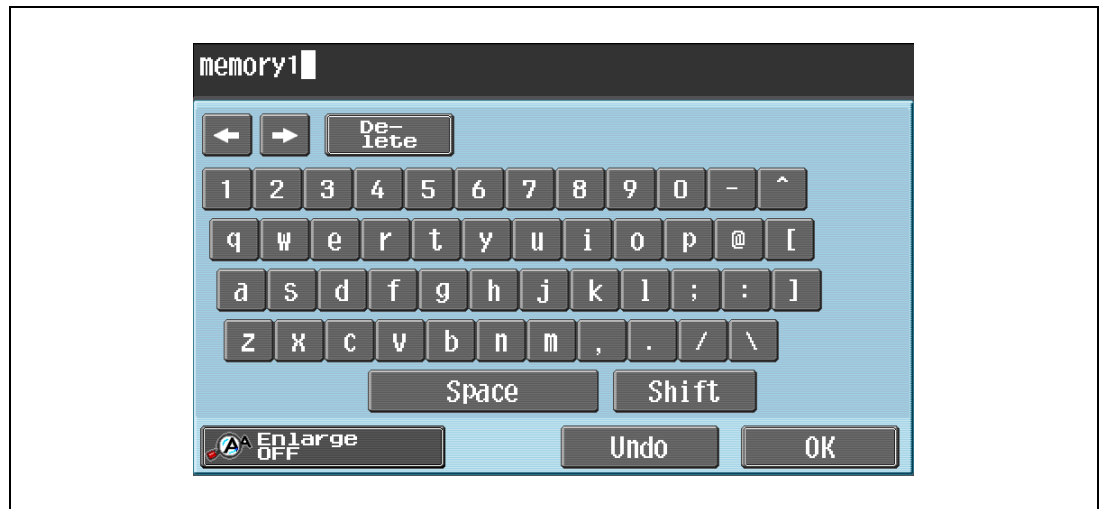 memory1
← → De-
lete
1 2 3 4 5 6 7 8 9 0 - ^
q w e r t y u i o p @ [
a s d f g h j k l ; : ]
z x c v b n m , . / \
Space Shift
AA Enlarge
OFF
Undo OK